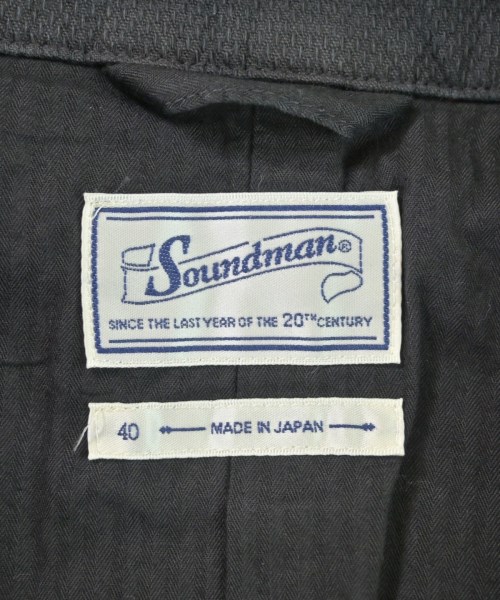 Soundman®
SINCE THE LAST YEAR OF THE 20TH CENTURY
40 MADE IN JAPAN